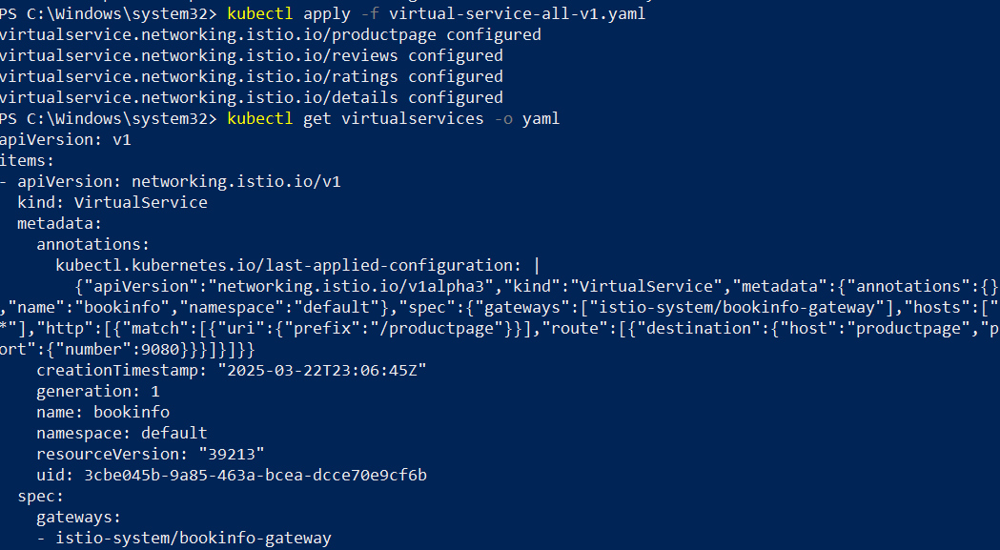 PS C:\Windows\system32> kubectl apply -f virtual-service-all-v1.yaml
virtualservice.networking.istio.io/productpage configured
virtualservice.networking.istio.io/reviews configured
virtualservice.networking.istio.io/ratings configured
virtualservice.networking.istio.io/details configured
PS C:\Windows\system32> kubectl get virtualservices -o yaml
apiVersion: v1
items:
- apiVersion: networking.istio.io/v1
  kind: VirtualService
  metadata:
    annotations:
      kubectl.kubernetes.io/last-applied-configuration: |
        {"apiVersion":"networking.istio.io/v1alpha3","kind":"VirtualService","metadata":{"annotations":{}
,"name":"bookinfo","namespace":"default"},"spec":{"gateways":["istio-system/bookinfo-gateway"],"hosts":["
*"],"http":[{"match":[{"uri":{"prefix":"/productpage"}}],"route":[{"destination":{"host":"productpage","p
ort":{"number":9080}}}]}]}}
    creationTimestamp: "2025-03-22T23:06:45Z"
    generation: 1
    name: bookinfo
    namespace: default
    resourceVersion: "39213"
    uid: 3cbe045b-9a85-463a-bcea-dcce70e9cf6b
  spec:
    gateways:
    - istio-system/bookinfo-gateway